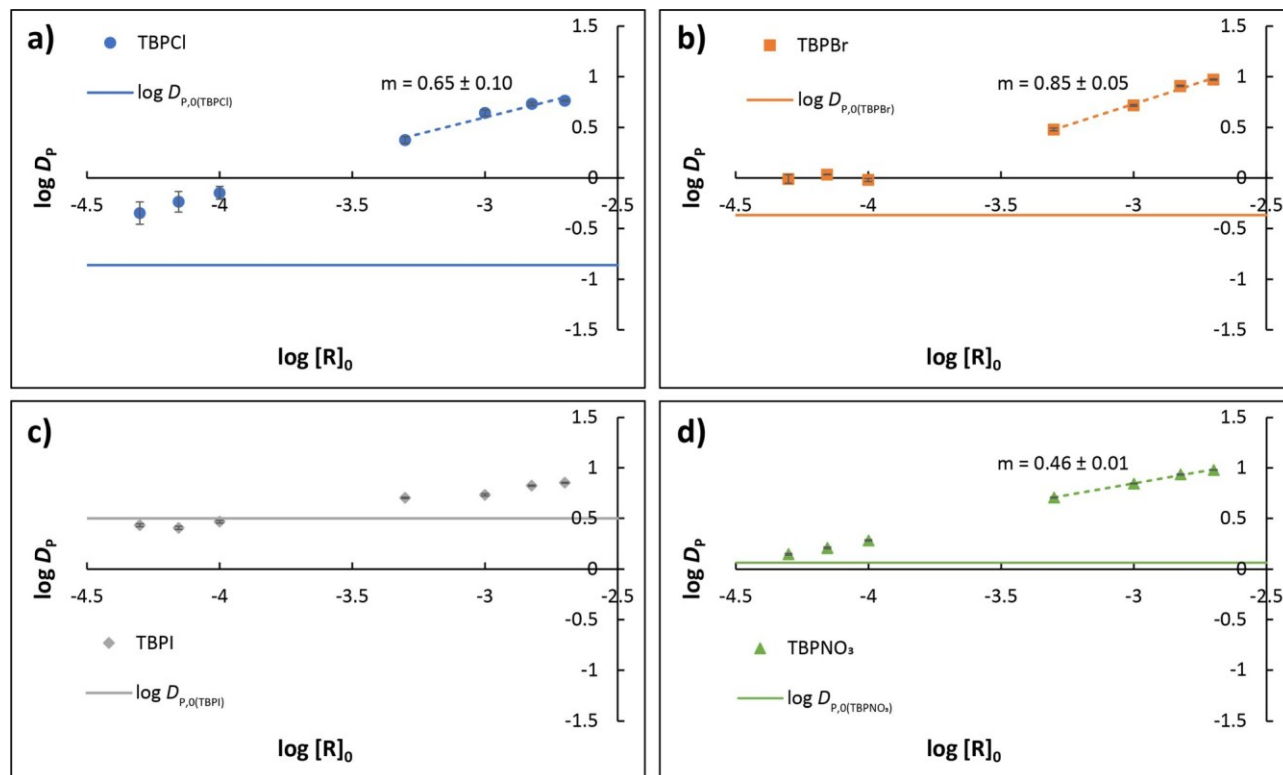 a)
TBPCl
log D P,0(TBPCl)
m = 0.65 ± 0.10
1.5
1
0.5
0
-0.5
-1
-1.5
-4.5
-4
-3.5
-3
-2.5
log DP
log [R]0
b)
TBPBr
log D P,0(TBPBr)
m = 0.85 ± 0.05
1.5
1
0.5
0
-0.5
-1
-1.5
-4.5
-4
-3.5
-3
-2.5
log DP
log [R]0
c)
1.5
1
0.5
0
-0.5
-1
-1.5
-4.5
-4
-3.5
-3
-2.5
log DP
TBPI
log D P,0(TBPI)
log [R]0
d)
m = 0.46 ± 0.01
1.5
1
0.5
0
-0.5
-1
-1.5
-4.5
-4
-3.5
-3
-2.5
log DP
TBPNO₃
log D P,0(TBPNO₃)
log [R]0